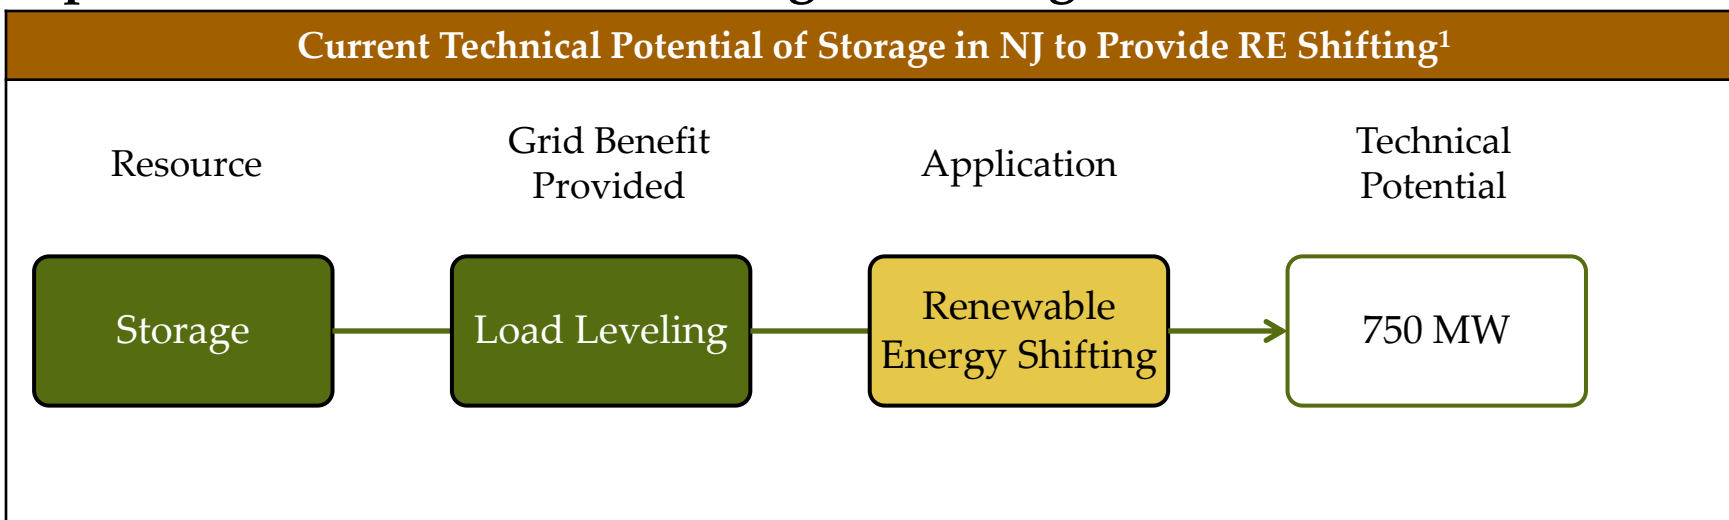 Current Technical Potential of Storage in NJ to Provide RE Shifting¹
Resource
Grid Benefit
Provided
Application
Technical
Potential
Storage
Load Leveling
Renewable
Energy Shifting
750 MW